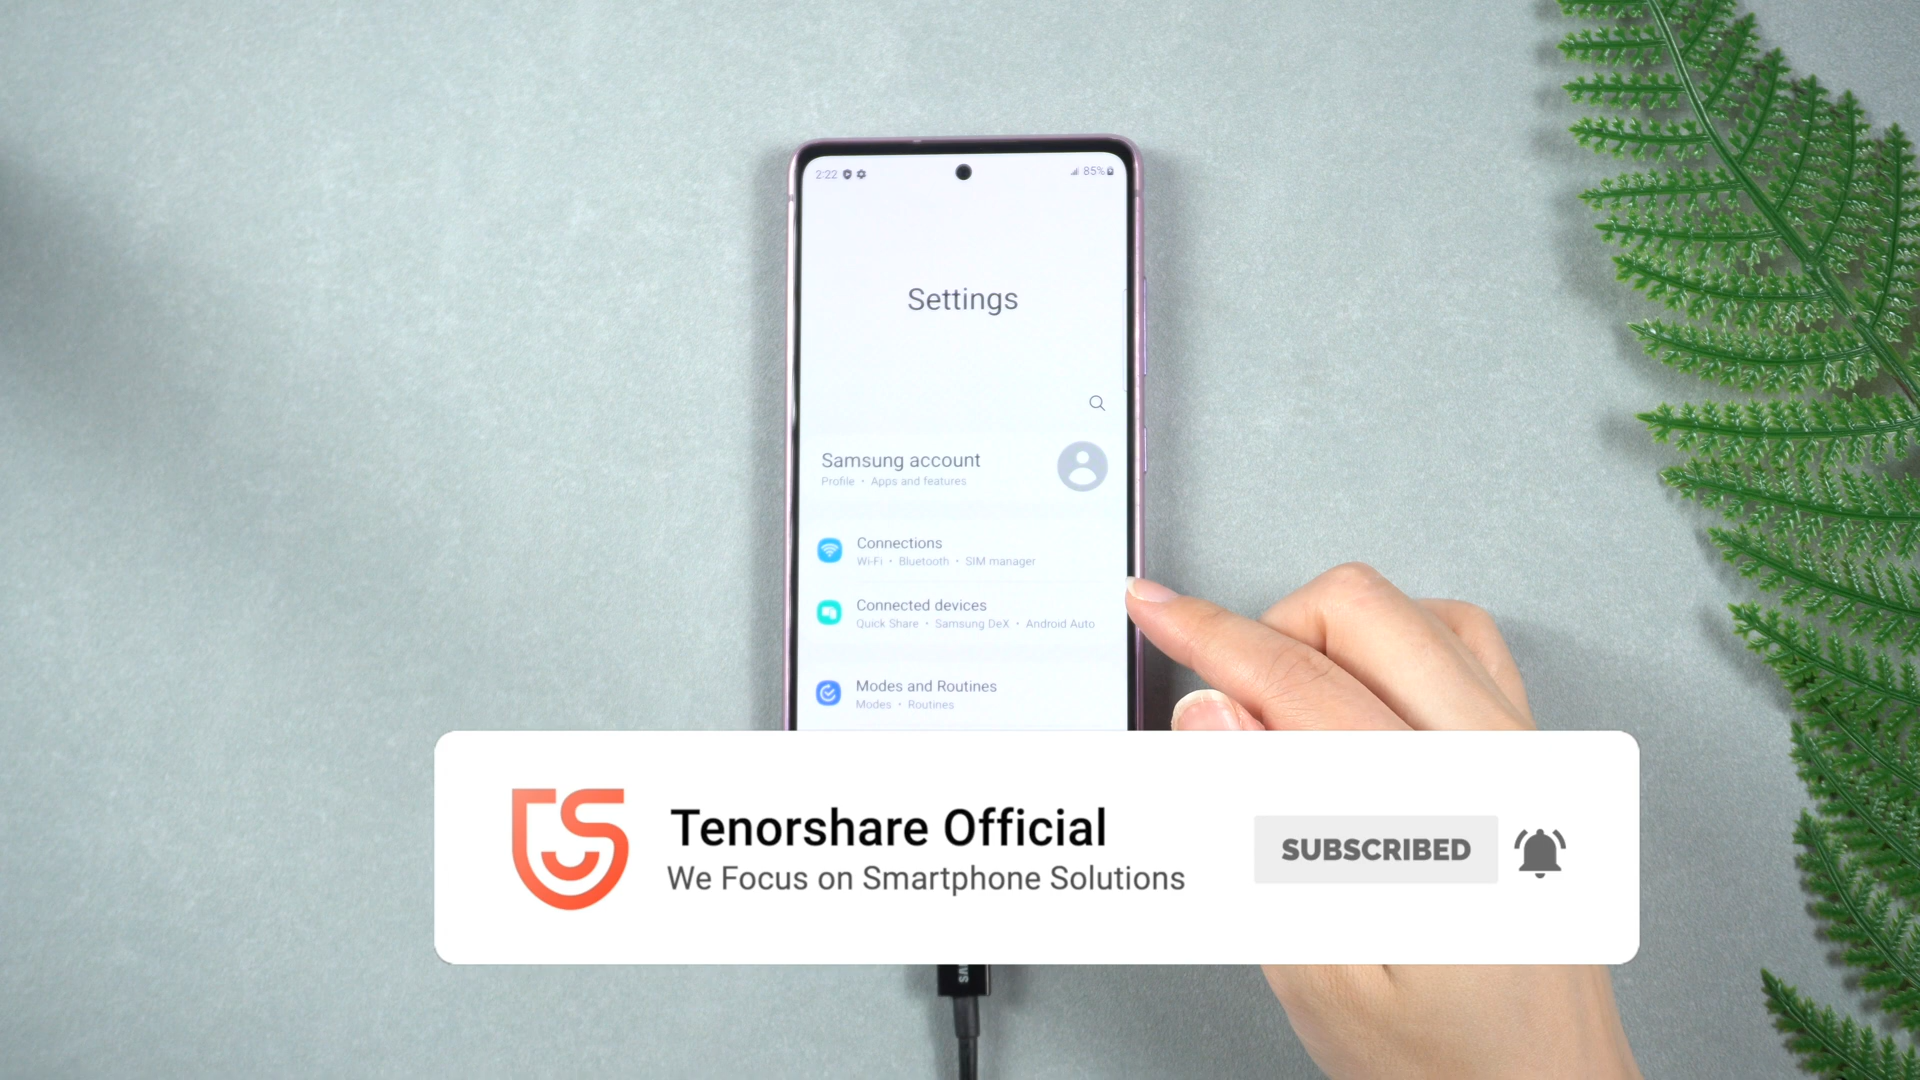 2:22
85%
Settings
Samsung account
Profile • Apps and features
Connections
Wi-Fi • Bluetooth • SIM manager
Connected devices
Quick Share • Samsung DeX • Android Auto
Modes and Routines
Modes • Routines
Tenorshare Official
We Focus on Smartphone Solutions
SUBSCRIBED